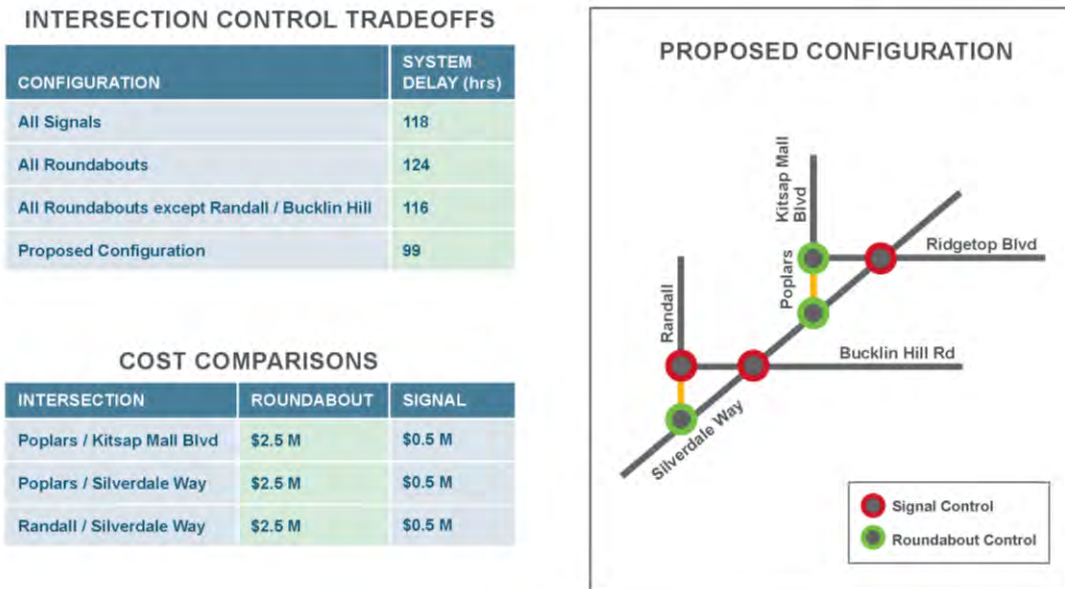 INTERSECTION CONTROL TRADEOFFS
CONFIGURATION SYSTEM DELAY (hrs)
All Signals 118
All Roundabouts 124
All Roundabouts except Randall / Bucklin Hill 116
Proposed Configuration 99
COST COMPARISONS
INTERSECTION ROUNDABOUT SIGNAL
Poplars / Kitsap Mall Blvd $2.5 M $0.5 M
Poplars / Silverdale Way $2.5 M $0.5 M
Randall / Silverdale Way $2.5 M $0.5 M
PROPOSED CONFIGURATION
Kitsap Mall
Blvd
Ridgetop Blvd
Poplars
Randall
Bucklin Hill Rd
Silverdale Way
Signal Control
Roundabout Control